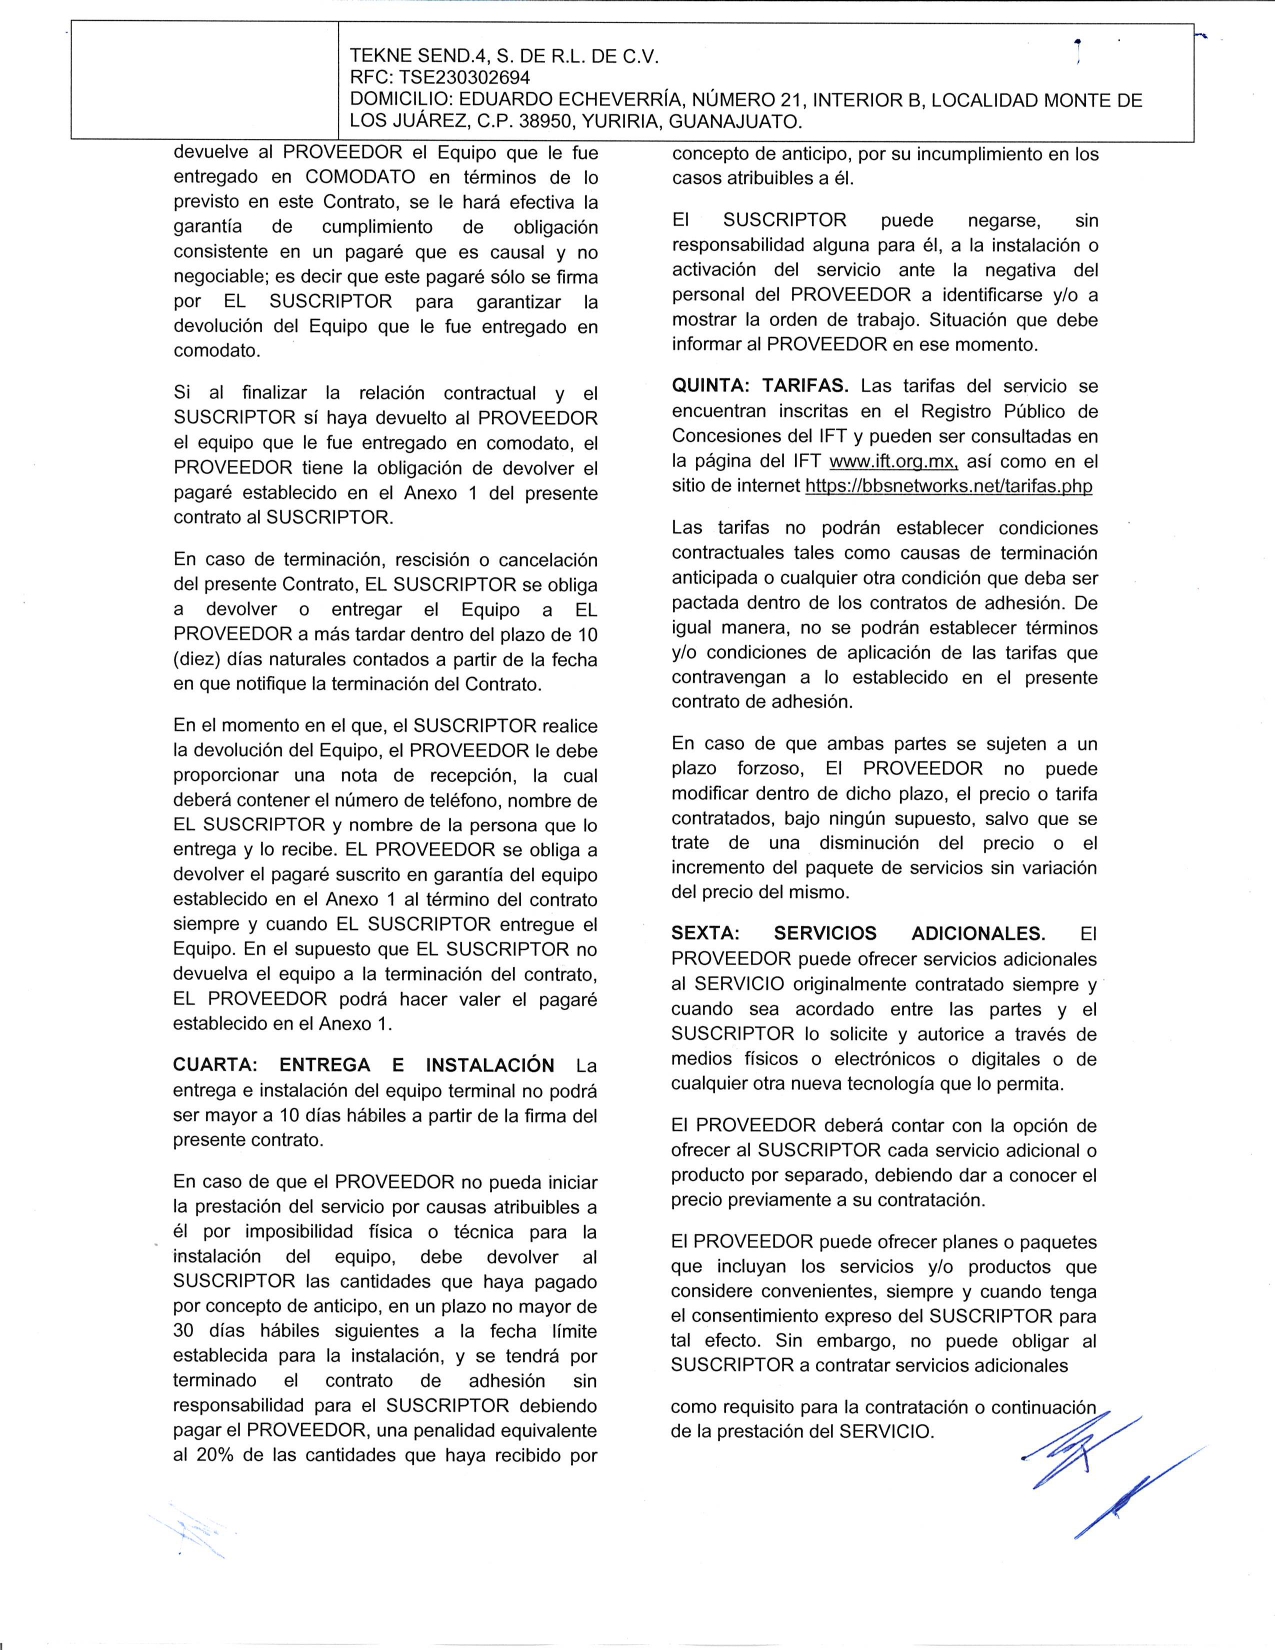 TEKNE SEND.4, S. DE R.L. DE C.V.
RFC: TSE230302694
DOMICILIO: EDUARDO ECHEVERRÍA, NÚMERO 21, INTERIOR B, LOCALIDAD MONTE DE
LOS JUÁREZ, C.P. 38950, YURIRIA, GUANAJUATO.
devuelve al PROVEEDOR el Equipo que le fue
entregado en COMODATO en términos de lo
previsto en este Contrato, se le hará efectiva la
garantía de cumplimiento de obligación
consistente en un pagaré que es causal y no
negociable; es decir que este pagaré sólo se firma
por EL SUSCRIPTOR para garantizar la
devolución del Equipo que le fue entregado en
comodato.
Si al finalizar la relación contractual y el
SUSCRIPTOR sí haya devuelto al PROVEEDOR
el equipo que le fue entregado en comodato, el
PROVEEDOR tiene la obligación de devolver el
pagaré establecido en el Anexo 1 del presente
contrato al SUSCRIPTOR.
En caso de terminación, rescisión o cancelación
del presente Contrato, EL SUSCRIPTOR se obliga
a devolver o entregar el Equipo a EL
PROVEEDOR a más tardar dentro del plazo de 10
(diez) días naturales contados a partir de la fecha
en que notifique la terminación del Contrato.
En el momento en el que, el SUSCRIPTOR realice
la devolución del Equipo, el PROVEEDOR le debe
proporcionar una nota de recepción, la cual
deberá contener el número de teléfono, nombre de
EL SUSCRIPTOR y nombre de la persona que lo
entrega y lo recibe. EL PROVEEDOR se obliga a
devolver el pagaré suscrito en garantía del equipo
establecido en el Anexo 1 al término del contrato
siempre y cuando EL SUSCRIPTOR entregue el
Equipo. En el supuesto que EL SUSCRIPTOR no
devuelva el equipo a la terminación del contrato,
EL PROVEEDOR podrá hacer valer el pagaré
establecido en el Anexo 1.
CUARTA: ENTREGA E INSTALACIÓN La
entrega e instalación del equipo terminal no podrá
ser mayor a 10 días hábiles a partir de la firma del
presente contrato.
En caso de que el PROVEEDOR no pueda iniciar
la prestación del servicio por causas atribuibles a
él por imposibilidad física o técnica para la
instalación del equipo, debe devolver al
SUSCRIPTOR las cantidades que haya pagado
por concepto de anticipo, en un plazo no mayor de
30 días hábiles siguientes a la fecha límite
establecida para la instalación, y se tendrá por
terminado el contrato de adhesión sin
responsabilidad para el SUSCRIPTOR debiendo
pagar el PROVEEDOR, una penalidad equivalente
al 20% de las cantidades que haya recibido por
concepto de anticipo, por su incumplimiento en los
casos atribuibles a él.
El SUSCRIPTOR puede negarse, sin
responsabilidad alguna para él, a la instalación o
activación del servicio ante la negativa del
personal del PROVEEDOR a identificarse y/o a
mostrar la orden de trabajo. Situación que debe
informar al PROVEEDOR en ese momento.
QUINTA: TARIFAS. Las tarifas del servicio se
encuentran inscritas en el Registro Público de
Concesiones del IFT y pueden ser consultadas en
la página del IFT www.ift.org.mx, así como en el
sitio de internet https://bbsnetworks.net/tarifas.php
Las tarifas no podrán establecer condiciones
contractuales tales como causas de terminación
anticipada o cualquier otra condición que deba ser
pactada dentro de los contratos de adhesión. De
igual manera, no se podrán establecer términos
y/o condiciones de aplicación de las tarifas que
contravengan a lo establecido en el presente
contrato de adhesión.
En caso de que ambas partes se sujeten a un
plazo forzoso, El PROVEEDOR no puede
modificar dentro de dicho plazo, el precio o tarifa
contratados, bajo ningún supuesto, salvo que se
trate de una disminución del precio o el
incremento del paquete de servicios sin variación
del precio del mismo.
SEXTA: SERVICIOS ADICIONALES. El
PROVEEDOR puede ofrecer servicios adicionales
al SERVICIO originalmente contratado siempre y
cuando sea acordado entre las partes y el
SUSCRIPTOR lo solicite y autorice a través de
medios físicos o electrónicos o digitales o de
cualquier otra nueva tecnología que lo permita.
El PROVEEDOR deberá contar con la opción de
ofrecer al SUSCRIPTOR cada servicio adicional o
producto por separado, debiendo dar a conocer el
precio previamente a su contratación.
El PROVEEDOR puede ofrecer planes o paquetes
que incluyan los servicios y/o productos que
considere convenientes, siempre y cuando tenga
el consentimiento expreso del SUSCRIPTOR para
tal efecto. Sin embargo, no puede obligar al
SUSCRIPTOR a contratar servicios adicionales
como requisito para la contratación o continuación
de la prestación del SERVICIO.